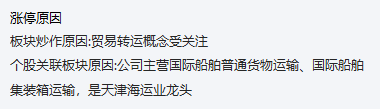 涨停原因
板块炒作原因:贸易转运概念受关注
个股关联板块原因:公司主营国际船舶普通货物运输、国际船舶
集装箱运输，是天津海运业龙头